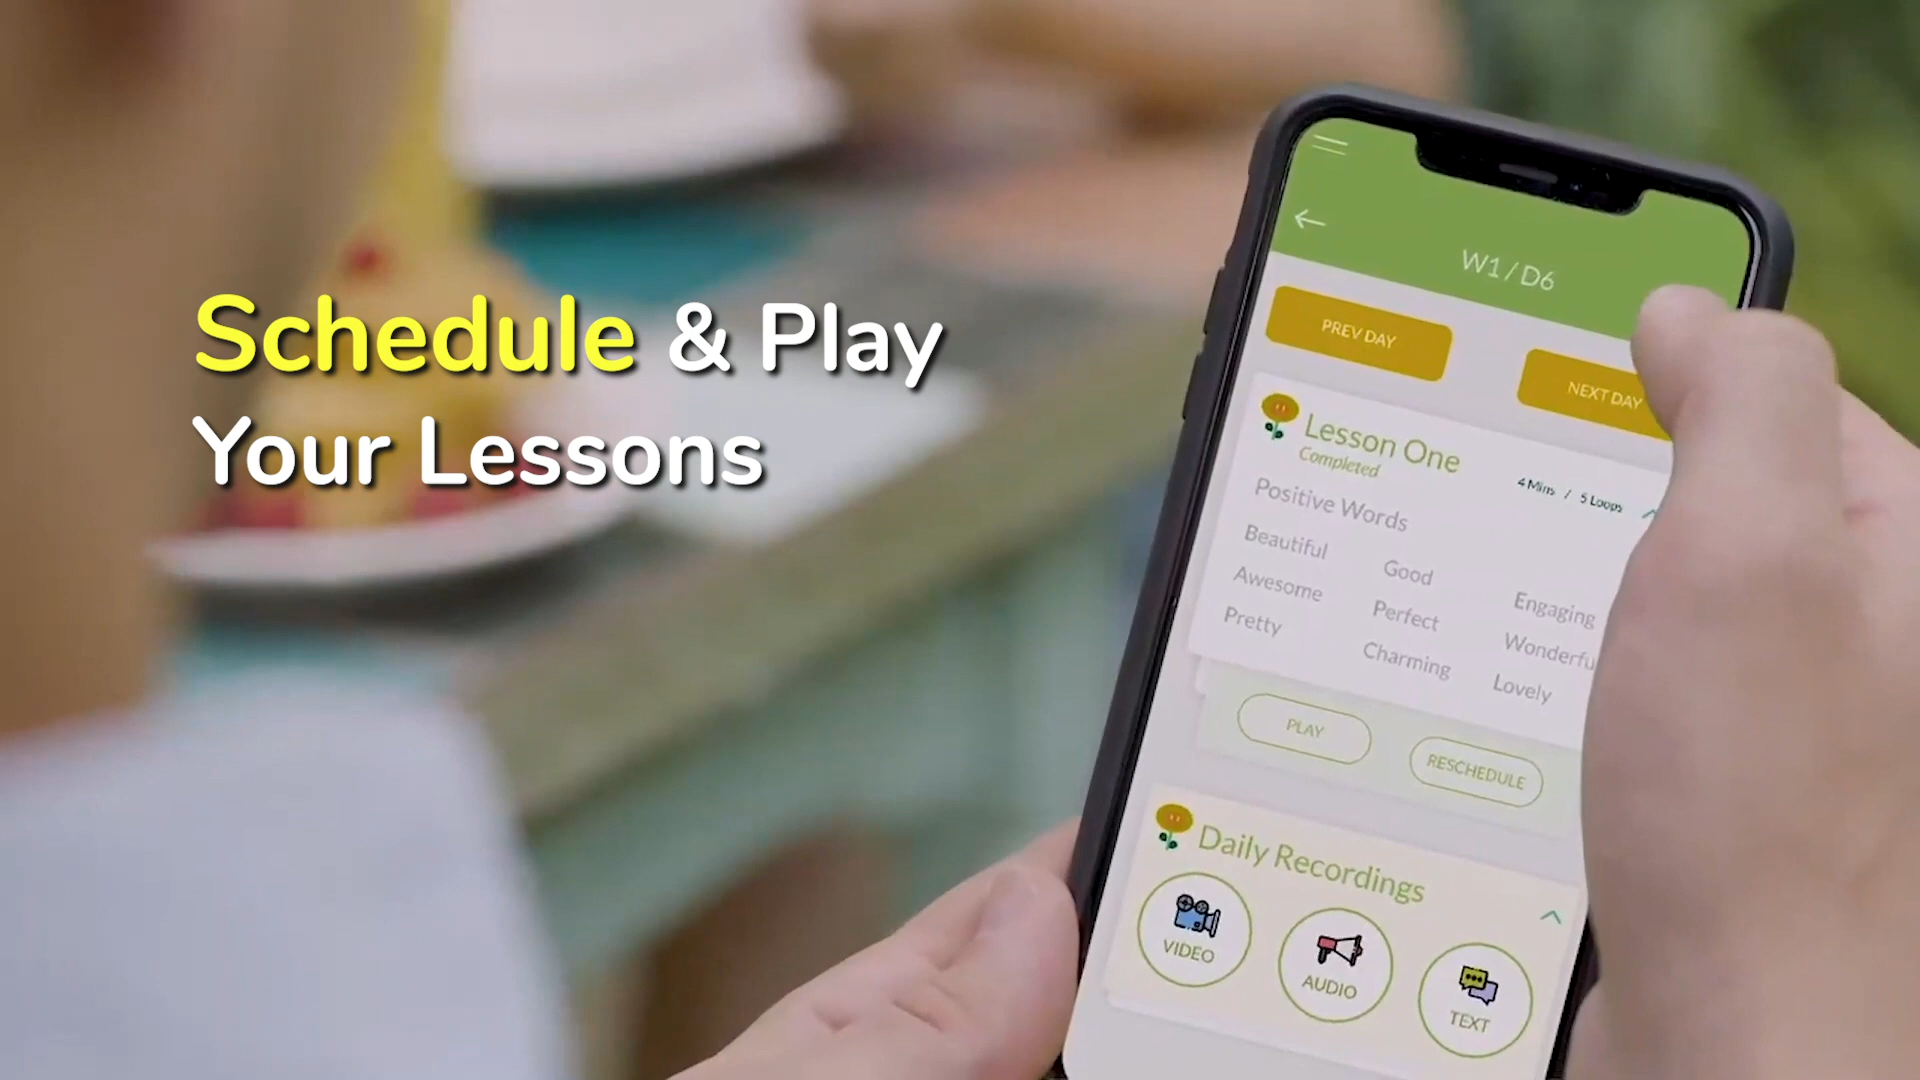 Schedule & Play
Your Lessons
W1 / D6
PREV DAY
NEXT DAY
Lesson One
Completed
4 Mins / 5 Loops
Positive Words
Beautiful Good Engaging
Awesome Perfect Wonderfu
Pretty Charming Lovely
PLAY RESCHEDULE
Daily Recordings
VIDEO AUDIO TEXT